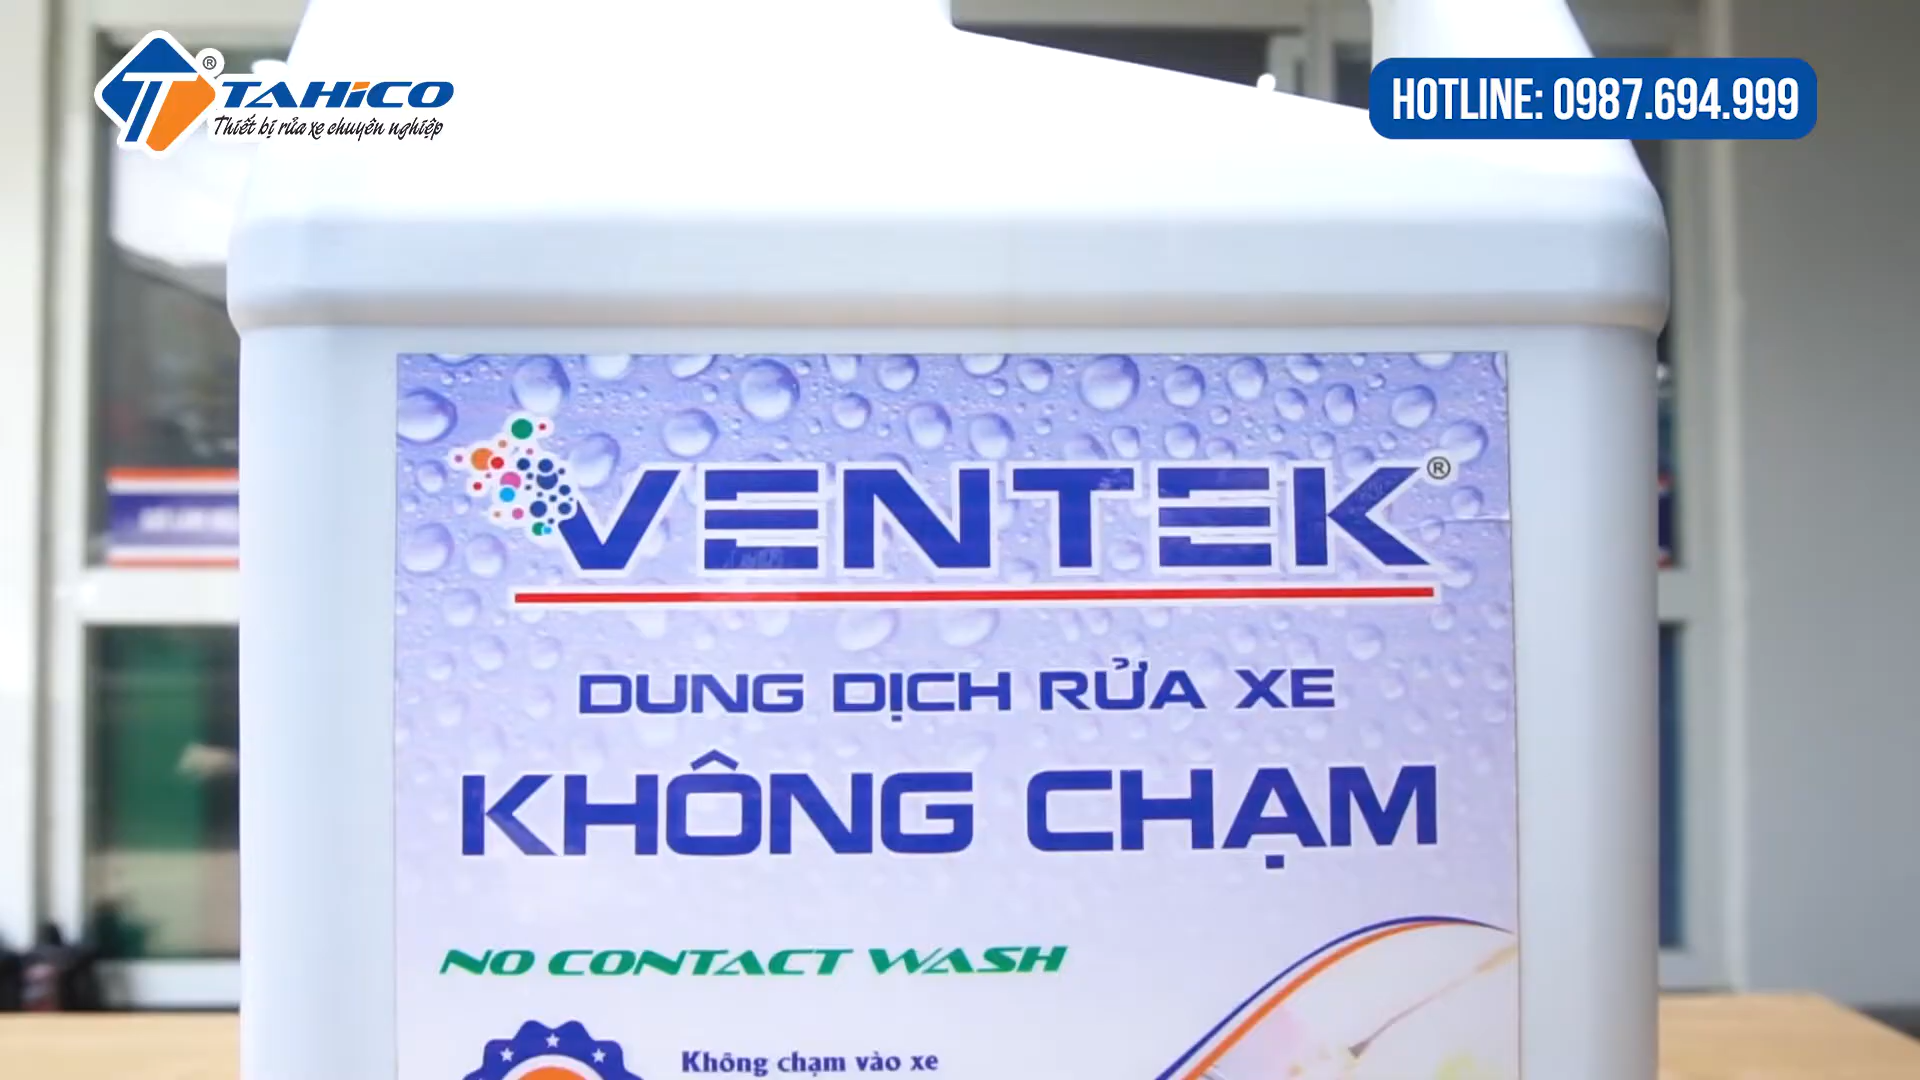 TAHICO®
Thiết bị rửa xe chuyên nghiệp
HOTLINE: 0987.694.999
VENTEK®
DUNG DỊCH RỬA XE
KHÔNG CHẠM
NO CONTACT WASH
Không chạm vào xe